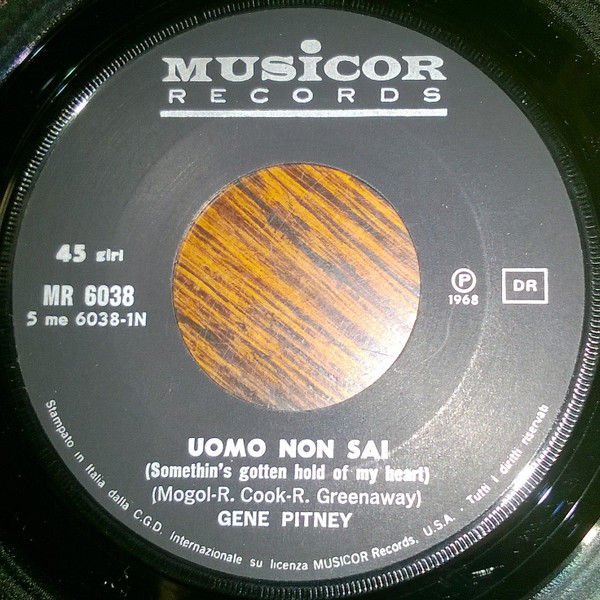 MUSiCOR
RECORDS
45 giri
MR 6038
5 me 6038-1N
P
1968
DR
UOMO NON SAI
(Somethin's gotten hold of my heart)
(Mogol-R. Cook-R. Greenaway)
GENE PITNEY
Stampato in Italia dalla C.G.D. Internazionale su licenza MUSICOR Records, U.S.A. - Tutti i diritti riservati